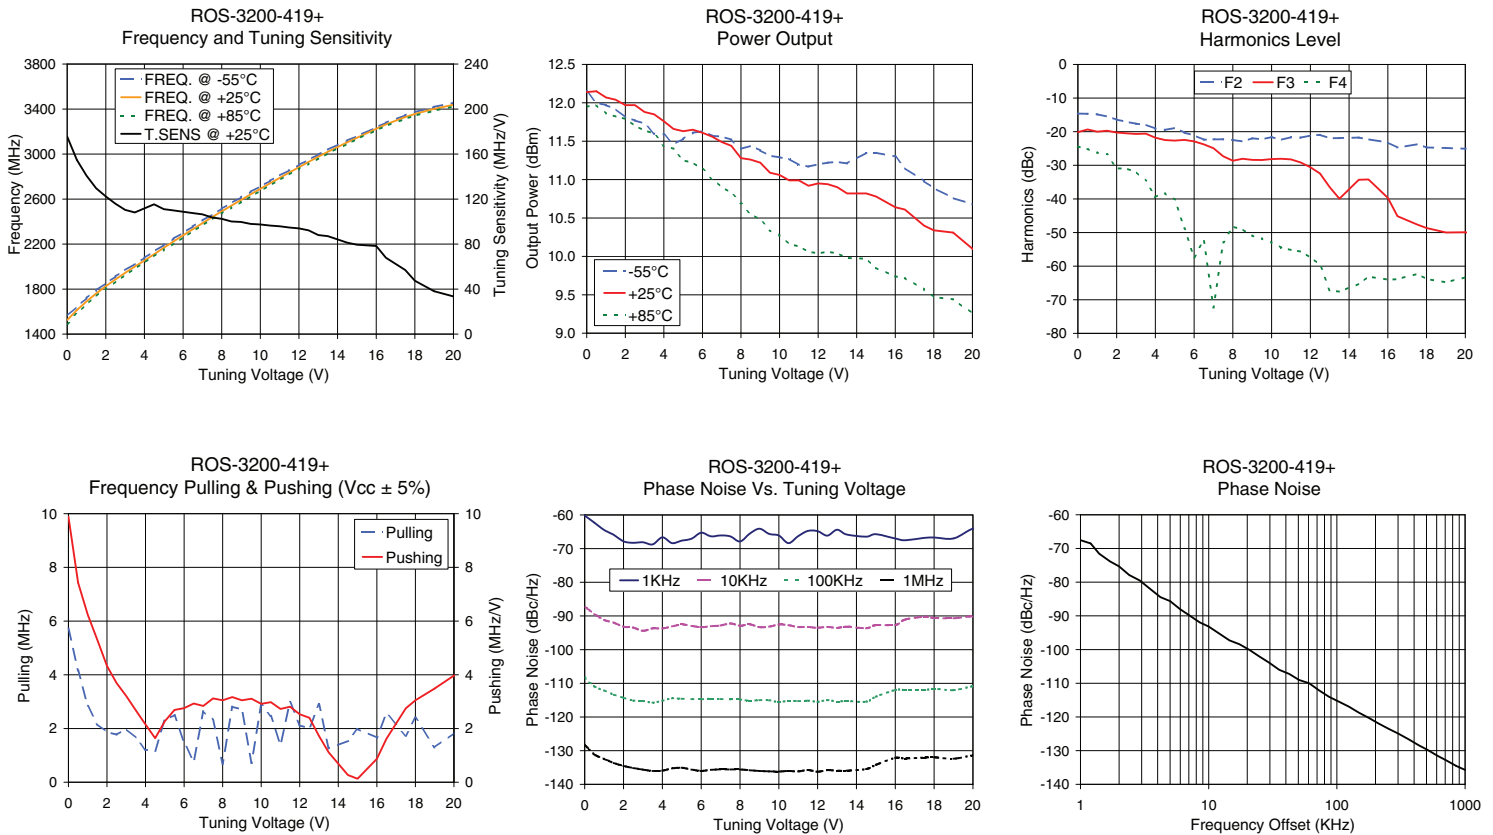 ROS-3200-419+
Frequency and Tuning Sensitivity
3800
3400
3000
2600
2200
1800
1400
Frequency (MHz)
FREQ. @ -55°C
FREQ. @ +25°C
FREQ. @ +85°C
T.SENS @ +25°C
240
200
160
120
80
40
0
Tuning Sensitivity (MHz/V)
0 2 4 6 8 10 12 14 16 18 20
Tuning Voltage (V)
ROS-3200-419+
Power Output
12.5
12.0
11.5
11.0
10.5
10.0
9.5
9.0
Output Power (dBm)
-55°C
+25°C
+85°C
0 2 4 6 8 10 12 14 16 18 20
Tuning Voltage (V)
ROS-3200-419+
Harmonics Level
0
-10
-20
-30
-40
-50
-60
-70
-80
Harmonics (dBc)
F2 F3 F4
0 2 4 6 8 10 12 14 16 18 20
Tuning Voltage (V)
ROS-3200-419+
Frequency Pulling & Pushing (Vcc ± 5%)
10
8
6
4
2
0
Pulling (MHz)
Pulling
Pushing
10
8
6
4
2
0
Pushing (MHz/V)
0 2 4 6 8 10 12 14 16 18 20
Tuning Voltage (V)
ROS-3200-419+
Phase Noise Vs. Tuning Voltage
-60
-70
-80
-90
-100
-110
-120
-130
-140
Phase Noise (dBc/Hz)
1KHz 10KHz 100KHz 1MHz
0 2 4 6 8 10 12 14 16 18 20
Tuning Voltage (V)
ROS-3200-419+
Phase Noise
-60
-70
-80
-90
-100
-110
-120
-130
-140
Phase Noise (dBc/Hz)
1 10 100 1000
Frequency Offset (KHz)